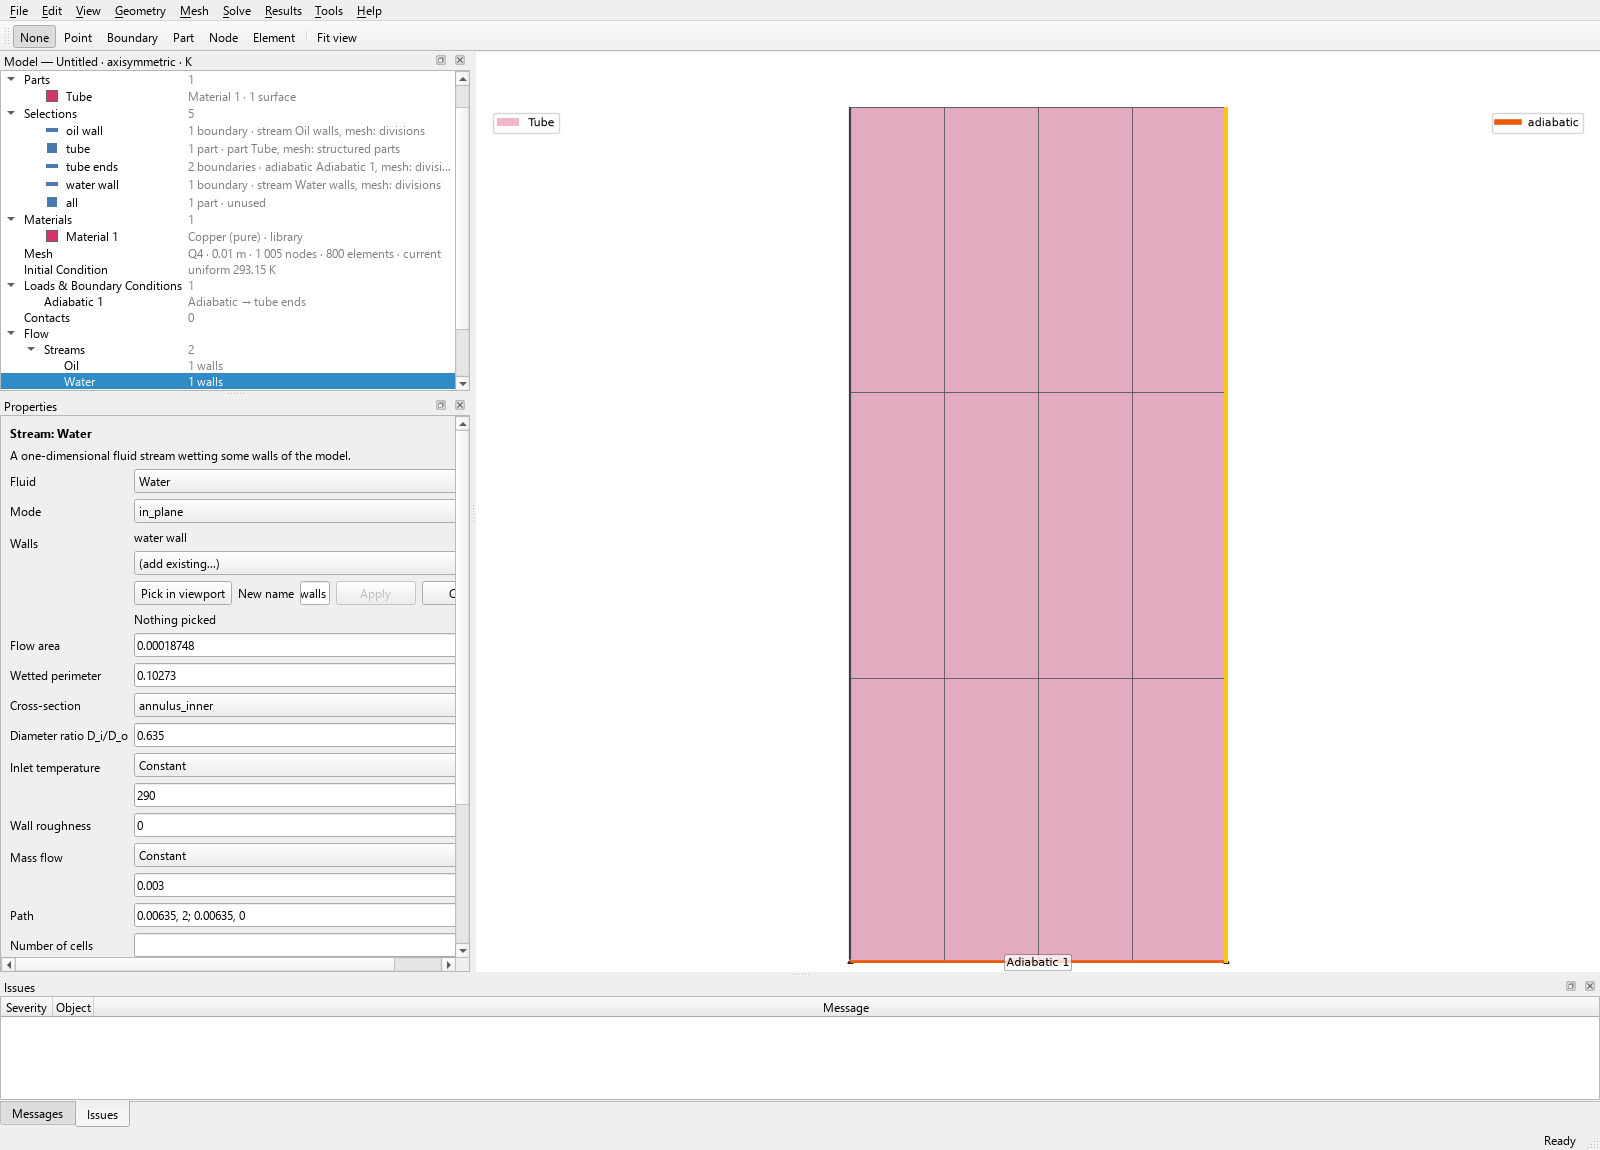 File Edit View Geometry Mesh Solve Results Tools Help
None Point Boundary Part Node Element Fit view
Model — Untitled · axisymmetric · K
Parts 1
Tube Material 1 · 1 surface
Selections 5
oil wall 1 boundary · stream Oil walls, mesh: divisions
tube 1 part · part Tube, mesh: structured parts
tube ends 2 boundaries · adiabatic Adiabatic 1, mesh: divisi...
water wall 1 boundary · stream Water walls, mesh: divisions
all 1 part · unused
Materials 1
Material 1 Copper (pure) · library
Mesh Q4 · 0.01 m · 1 005 nodes · 800 elements · current
Initial Condition uniform 293.15 K
Loads & Boundary Conditions 1
Adiabatic 1 Adiabatic → tube ends
Contacts 0
Flow
Streams 2
Oil 1 walls
Water 1 walls
Properties
Stream: Water
A one-dimensional fluid stream wetting some walls of the model.
Fluid Water
Mode in_plane
Walls water wall
(add existing...)
Pick in viewport New name walls Apply C
Nothing picked
Flow area 0.00018748
Wetted perimeter 0.10273
Cross-section annulus_inner
Diameter ratio D_i/D_o 0.635
Inlet temperature Constant
290
Wall roughness 0
Mass flow Constant
0.003
Path 0.00635, 2; 0.00635, 0
Number of cells
Tube
adiabatic
Adiabatic 1
Issues
Severity Object Message
Messages Issues
Ready